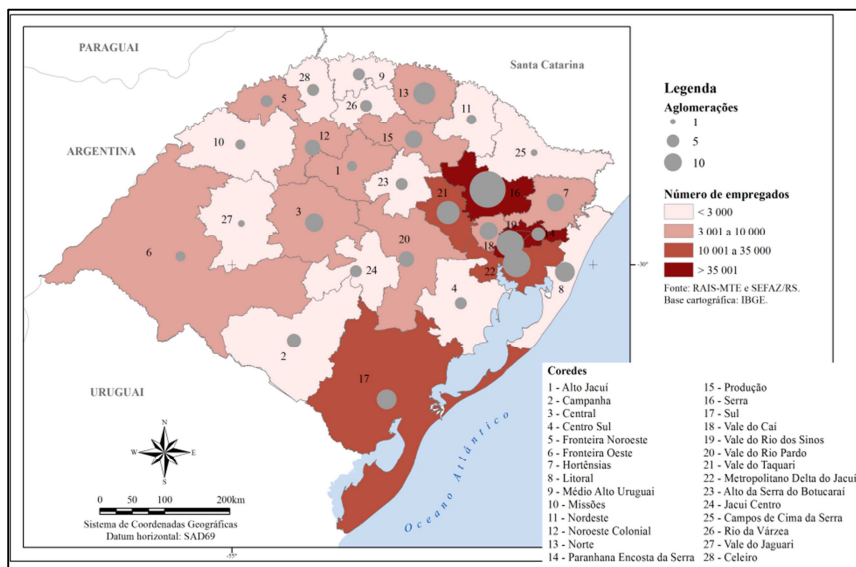 PARAGUAI
Santa Catarina
ARGENTINA
URUGUAI
Oceano Atlântico
28
9
5
13
26
11
10
12
15
25
1
23
16
27
3
21
7
19
14
6
18
20
22
24
8
4
2
17
-30°
-55°
N
W
E
S
0 50 100 200km
Sistema de Coordenadas Geográficas
Datum horizontal: SAD69
Legenda
Aglomerações
1
5
10
Número de empregados
< 3 000
3 001 a 10 000
10 001 a 35 000
> 35 001
Fonte: RAIS-MTE e SEFAZ/RS.
Base cartográfica: IBGE.
Coredes
1 - Alto Jacuí
2 - Campanha
3 - Central
4 - Centro Sul
5 - Fronteira Noroeste
6 - Fronteira Oeste
7 - Hortênsias
8 - Litoral
9 - Médio Alto Uruguai
10 - Missões
11 - Nordeste
12 - Noroeste Colonial
13 - Norte
14 - Paranhana Encosta da Serra
15 - Produção
16 - Serra
17 - Sul
18 - Vale do Caí
19 - Vale do Rio dos Sinos
20 - Vale do Rio Pardo
21 - Vale do Taquari
22 - Metropolitano Delta do Jacuí
23 - Alto da Serra do Botucaraí
24 - Jacui Centro
25 - Campos de Cima da Serra
26 - Rio da Várzea
27 - Vale do Jaguari
28 - Celeiro